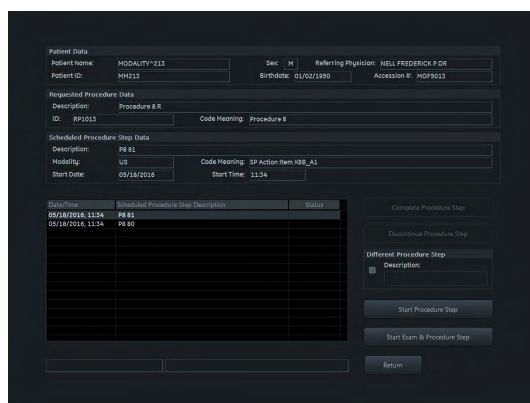 Patient Data
Patient Name: MODALITY^213 Sex: M Referring Physician: NELL FREDERICK P DR
Patient ID: MM213 Birthdate: 01/02/1950 Accession #: MOF5013
Requested Procedure Data
Description: Procedure 8 R
ID: RP1013 Code Meaning: Procedure 8
Scheduled Procedure Step Data
Description: P8 81
Modality: US Code Meaning: SP Action Item X8B_A1
Start Date: 05/18/2016 Start Time: 11:34
Date/Time Scheduled Procedure Step Description Status
05/18/2016, 11:34 P8 81
05/18/2016, 11:34 P8 80
Complete Procedure Step
Discontinue Procedure Step
Different Procedure Step
Description:
Start Procedure Step
Start Exam & Procedure Step
Return